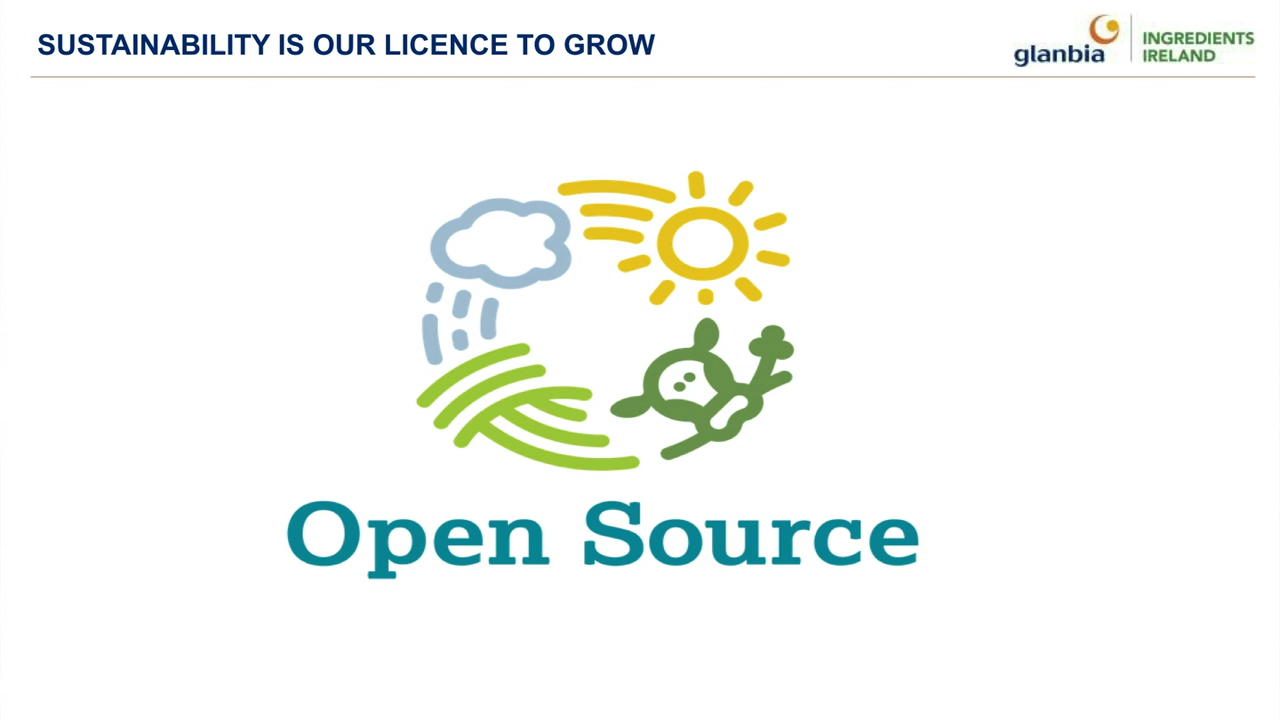 SUSTAINABILITY IS OUR LICENCE TO GROW
glanbia
INGREDIENTS
IRELAND
Open Source